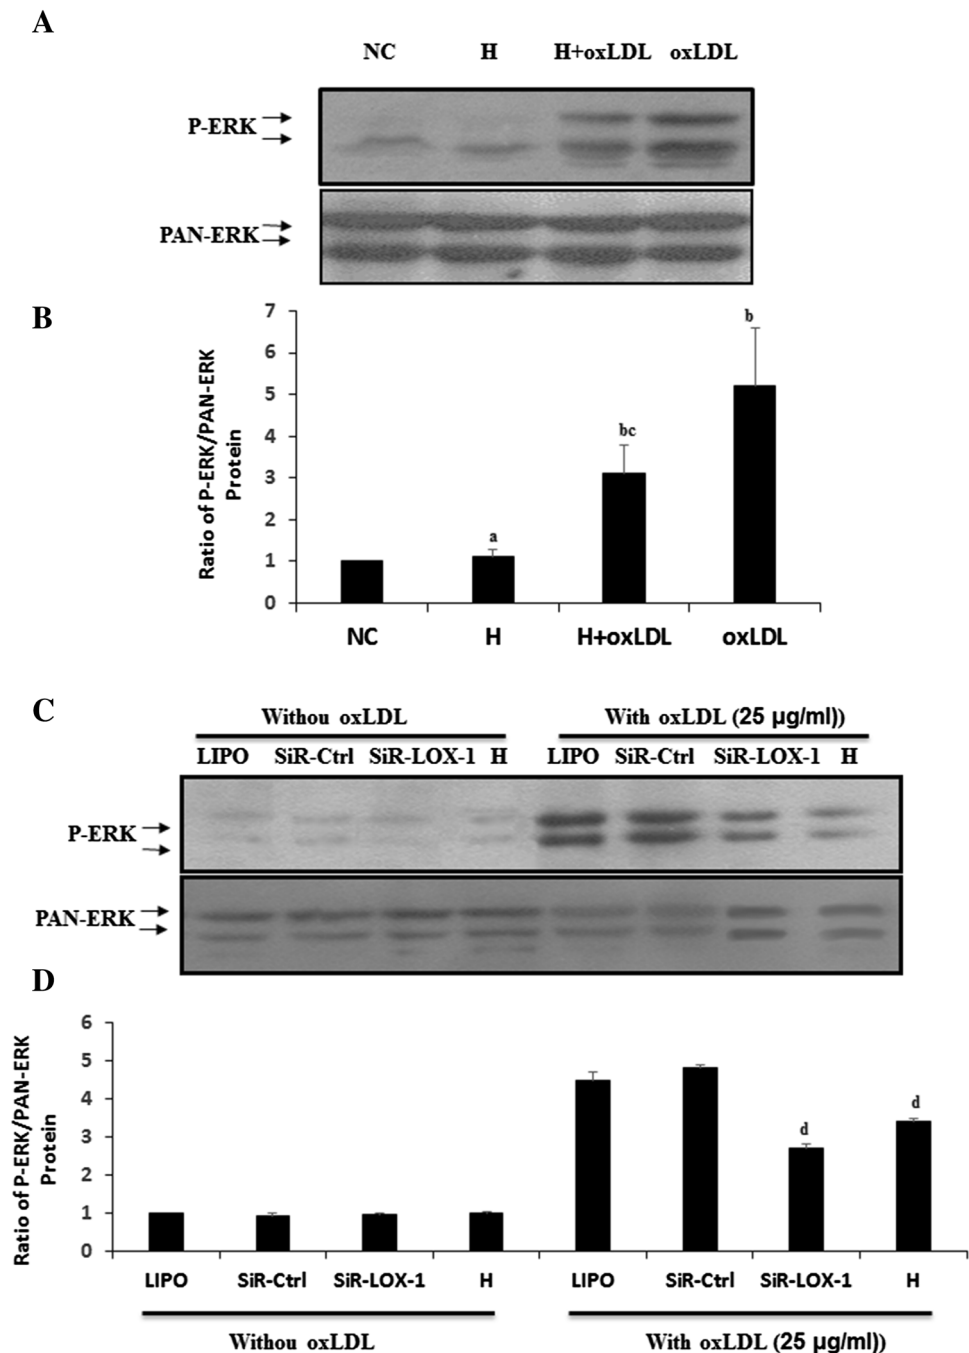 A
NC H H+oxLDL oxLDL
P-ERK
PAN-ERK
B
Ratio of P-ERK/PAN-ERK
Protein
7
6
5
4
3
2
1
0
a
bc
b
NC H H+oxLDL oxLDL
C
Withou oxLDL With oxLDL (25 µg/ml))
LIPO SiR-Ctrl SiR-LOX-1 H LIPO SiR-Ctrl SiR-LOX-1 H
P-ERK
PAN-ERK
D
Ratio of P-ERK/PAN-ERK
Protein
6
5
4
3
2
1
0
d
d
LIPO SiR-Ctrl SiR-LOX-1 H LIPO SiR-Ctrl SiR-LOX-1 H
Withou oxLDL With oxLDL (25 µg/ml))